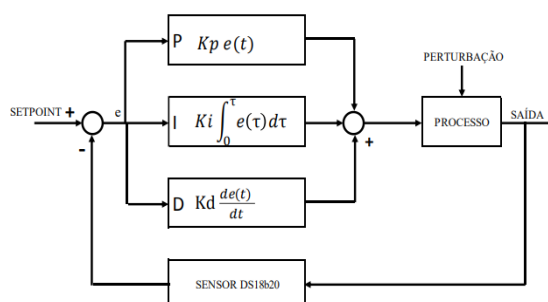 P Kp e(t)
PERTURBAÇÃO
SETPOINT +
e
I Ki ∫₀^τ e(τ)dτ
PROCESSO
SAÍDA
-
+
D Kd de(t)/dt
SENSOR DS18b20